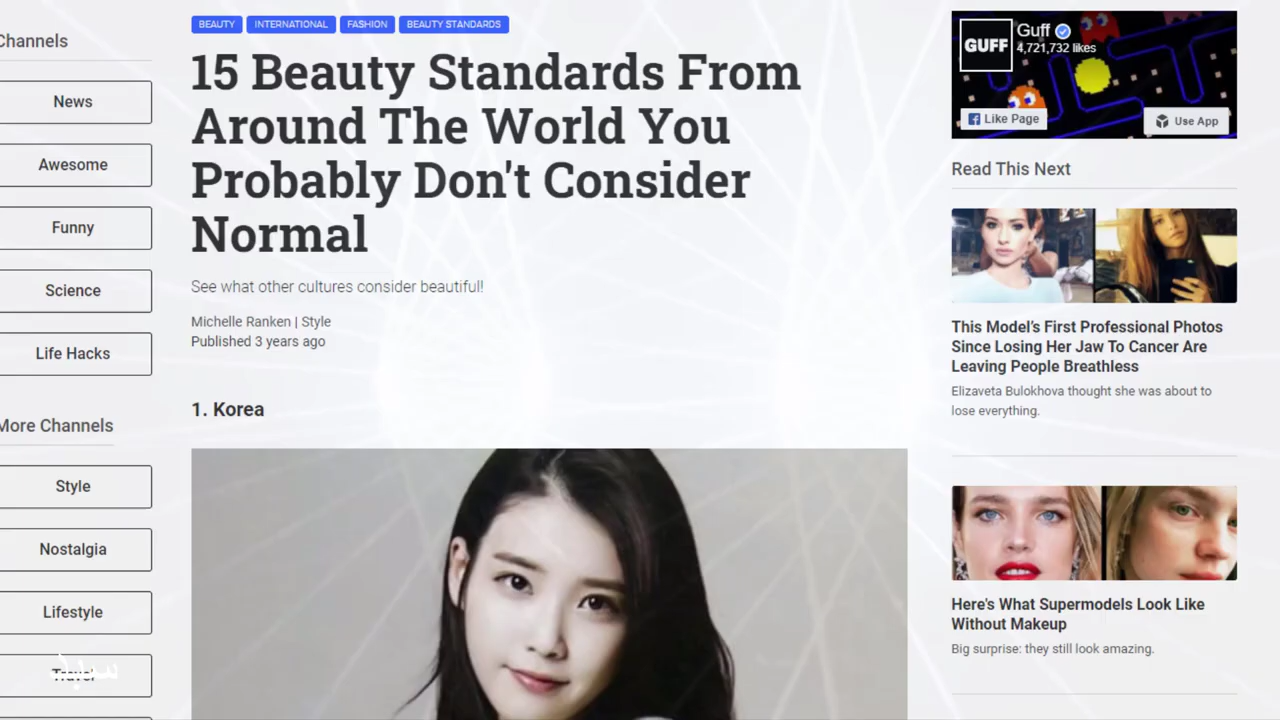 Channels
News
Awesome
Funny
Science
Life Hacks
More Channels
Style
Nostalgia
Lifestyle
BEAUTY
INTERNATIONAL
FASHION
BEAUTY STANDARDS
15 Beauty Standards From
Around The World You
Probably Don't Consider
Normal
See what other cultures consider beautiful!
Michelle Ranken | Style
Published 3 years ago
1. Korea
GUFF
Guff
4,721,732 likes
Like Page
Use App
Read This Next
This Model's First Professional Photos
Since Losing Her Jaw To Cancer Are
Leaving People Breathless
Elizaveta Bulokhova thought she was about to
lose everything.
Here's What Supermodels Look Like
Without Makeup
Big surprise: they still look amazing.